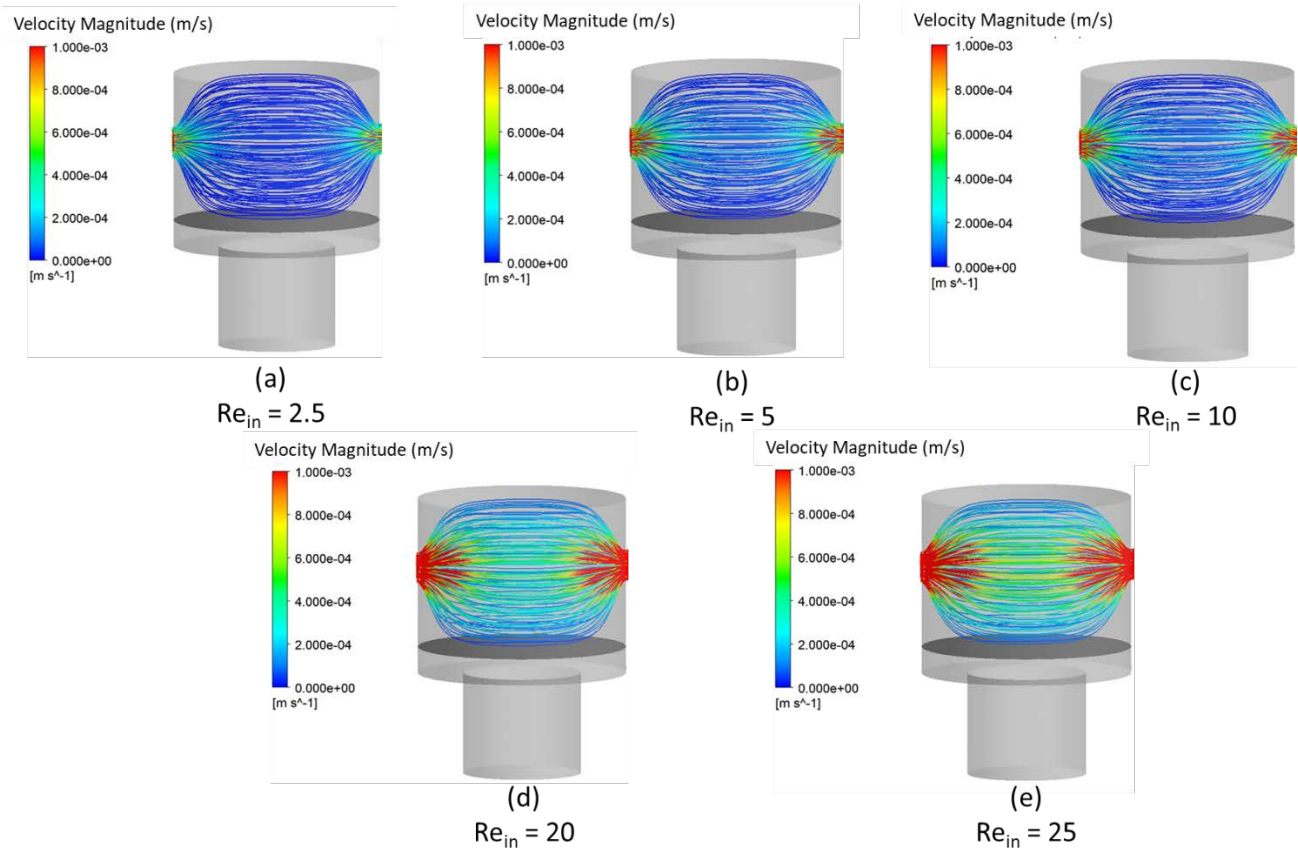 Velocity Magnitude (m/s)
1.000e-03
8.000e-04
6.000e-04
4.000e-04
2.000e-04
0.000e+00
[m s^-1]
(a)
Re_in = 2.5
Velocity Magnitude (m/s)
1.000e-03
8.000e-04
6.000e-04
4.000e-04
2.000e-04
0.000e+00
[m s^-1]
(b)
Re_in = 5
Velocity Magnitude (m/s)
1.000e-03
8.000e-04
6.000e-04
4.000e-04
2.000e-04
0.000e+00
[m s^-1]
(c)
Re_in = 10
Velocity Magnitude (m/s)
1.000e-03
8.000e-04
6.000e-04
4.000e-04
2.000e-04
0.000e+00
[m s^-1]
(d)
Re_in = 20
Velocity Magnitude (m/s)
1.000e-03
8.000e-04
6.000e-04
4.000e-04
2.000e-04
0.000e+00
[m s^-1]
(e)
Re_in = 25